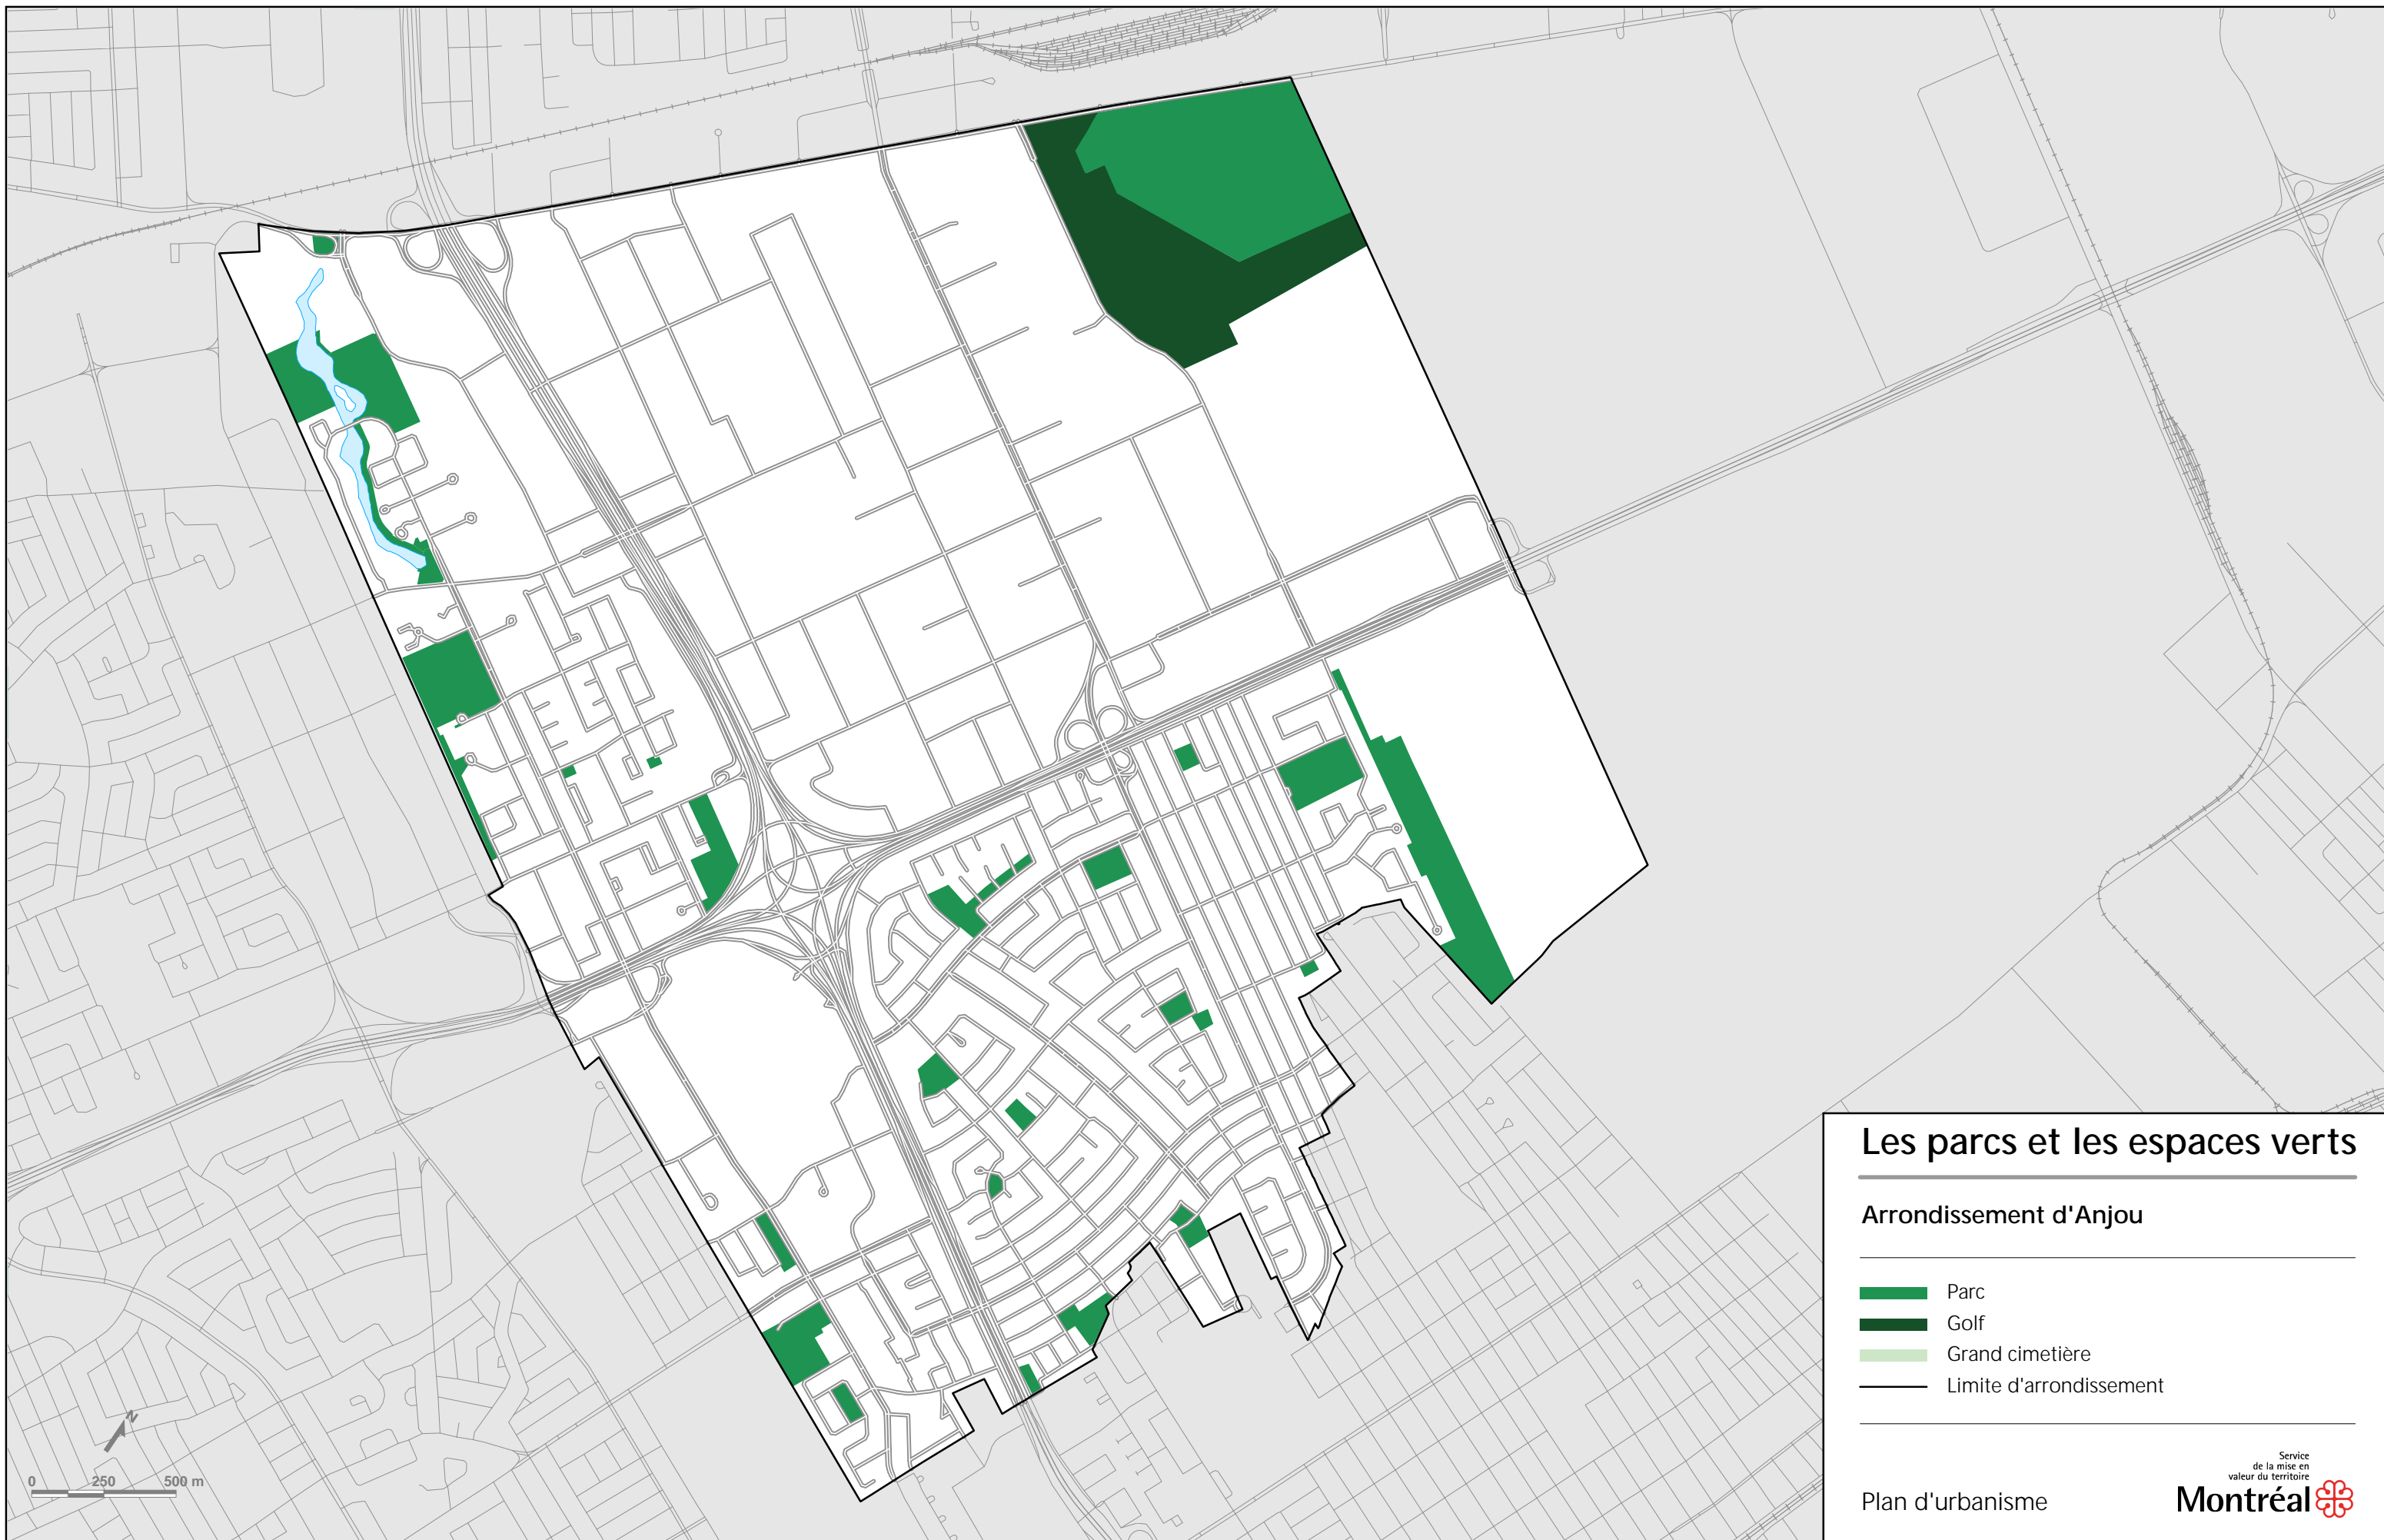 Les parcs et les espaces verts
Arrondissement d'Anjou
Parc
Golf
Grand cimetière
Limite d'arrondissement
N
0 250 500 m
Service
de la mise en
valeur du territoire
Plan d'urbanisme
Montréal